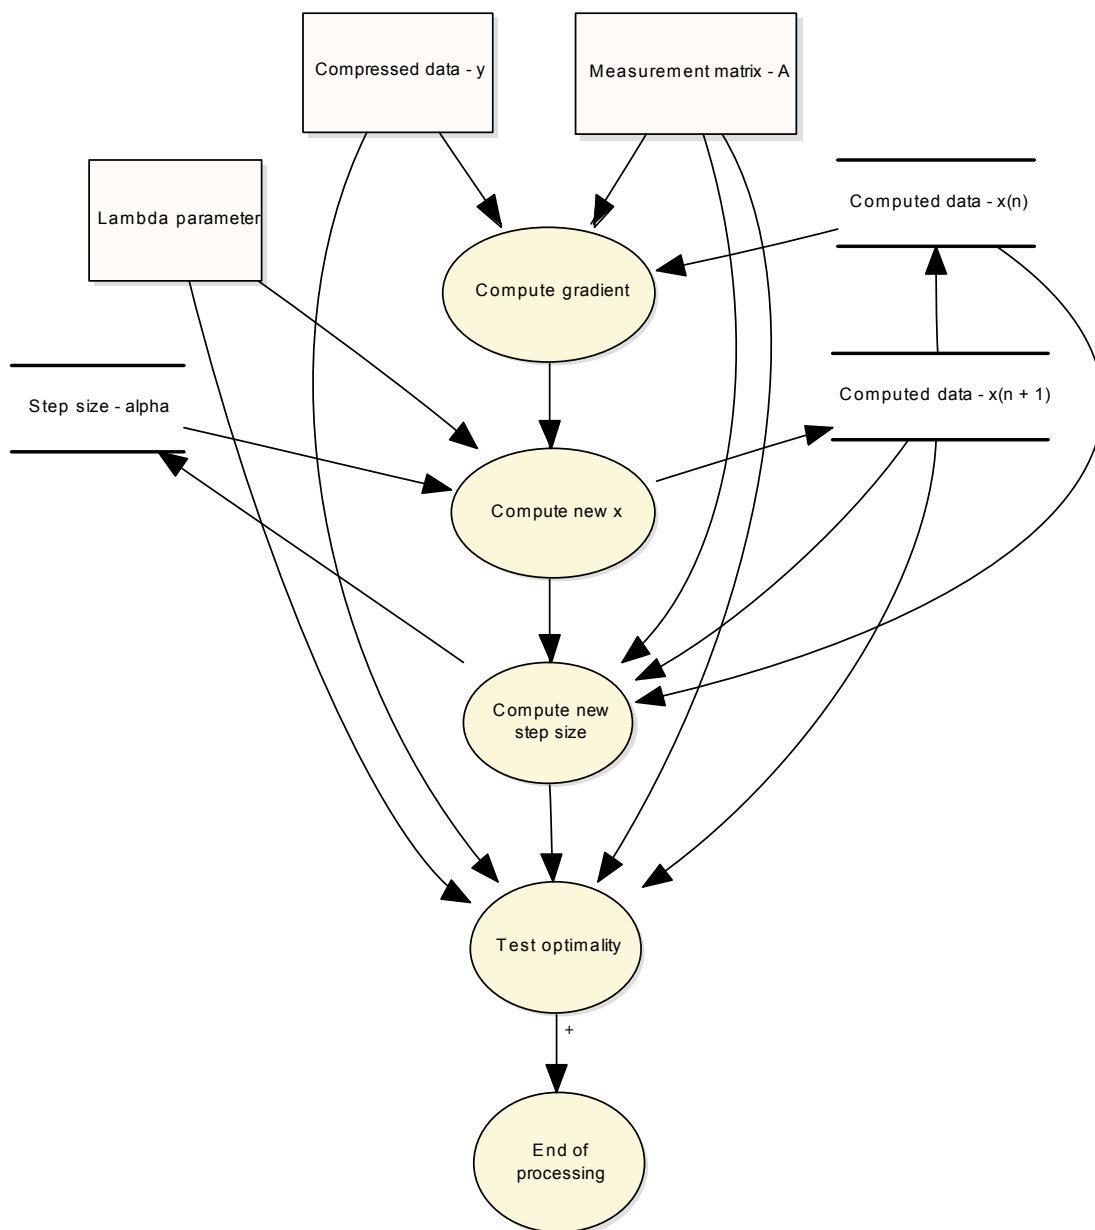 Compressed data - y
Measurement matrix - A
Lambda parameter
Computed data - x(n)
Compute gradient
Computed data - x(n + 1)
Step size - alpha
Compute new x
Compute new
step size
Test optimality
+
End of
processing